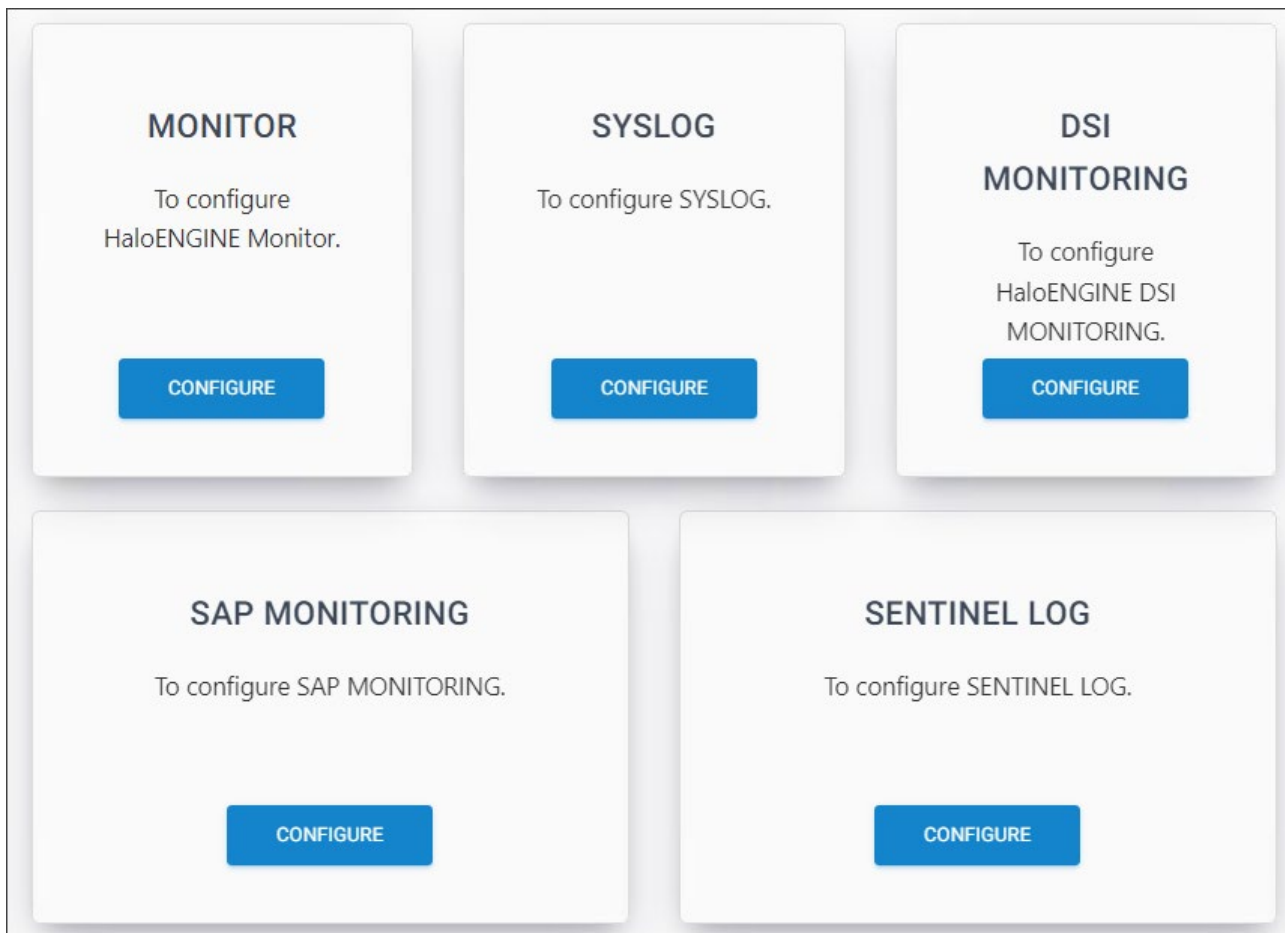 MONITOR
To configure
HaloENGINE Monitor.
CONFIGURE
SYSLOG
To configure SYSLOG.
CONFIGURE
DSI
MONITORING
To configure
HaloENGINE DSI
MONITORING.
CONFIGURE
SAP MONITORING
To configure SAP MONITORING.
CONFIGURE
SENTINEL LOG
To configure SENTINEL LOG.
CONFIGURE